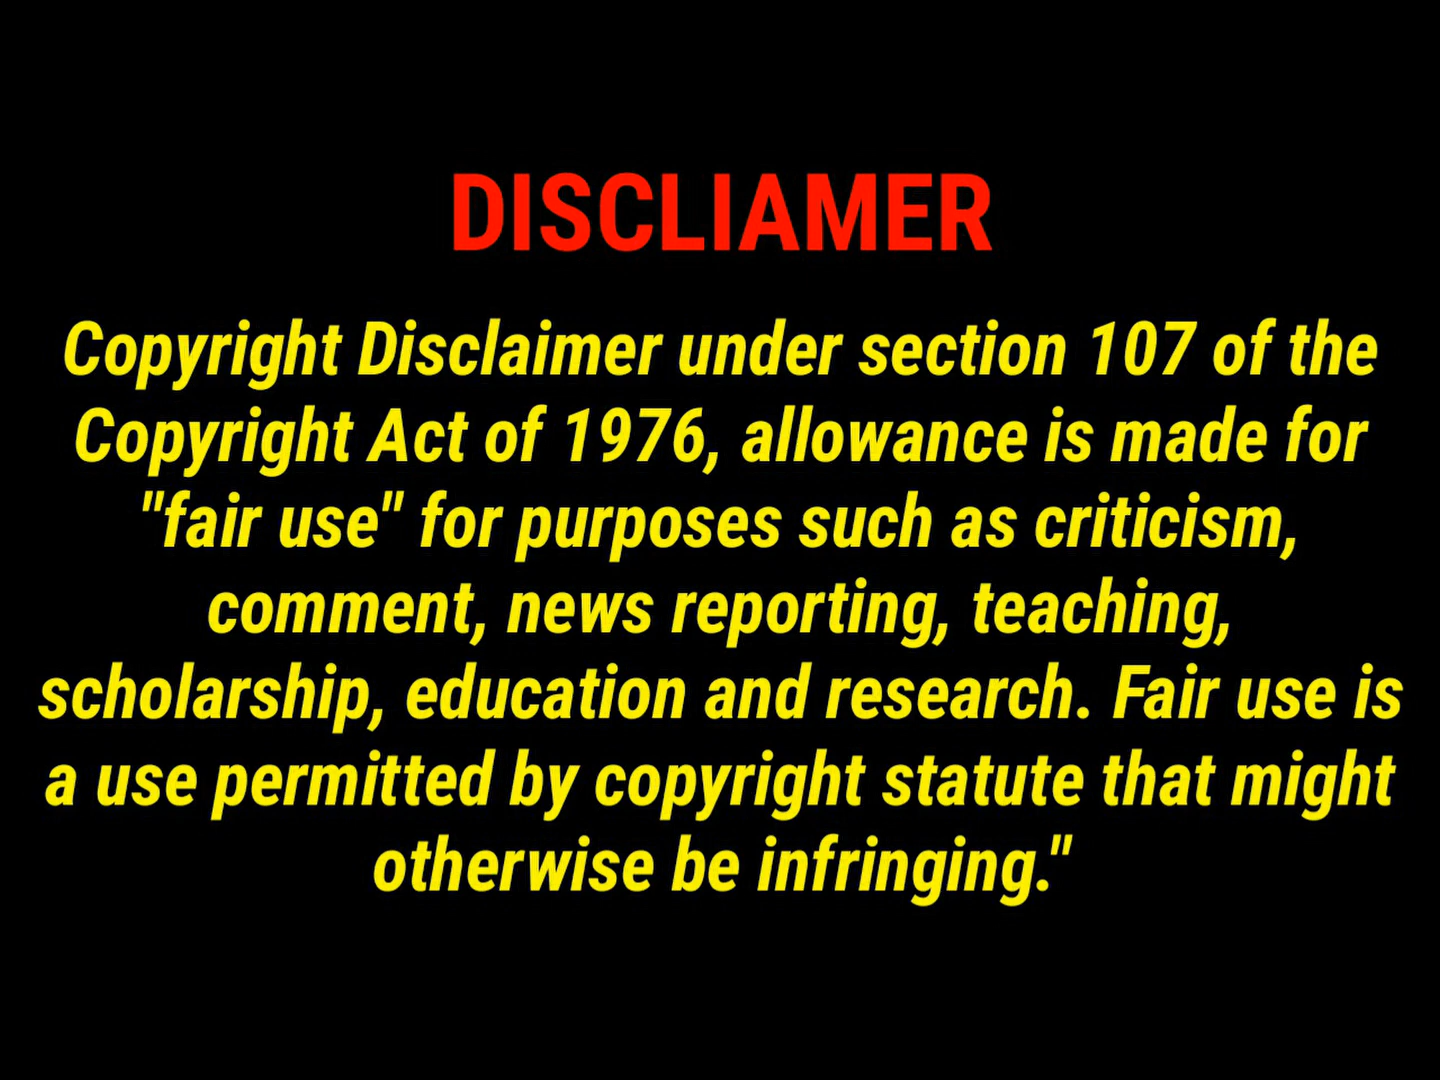 DISCLIAMER
Copyright Disclaimer under section 107 of the
Copyright Act of 1976, allowance is made for
"fair use" for purposes such as criticism,
comment, news reporting, teaching,
scholarship, education and research. Fair use is
a use permitted by copyright statute that might
otherwise be infringing."